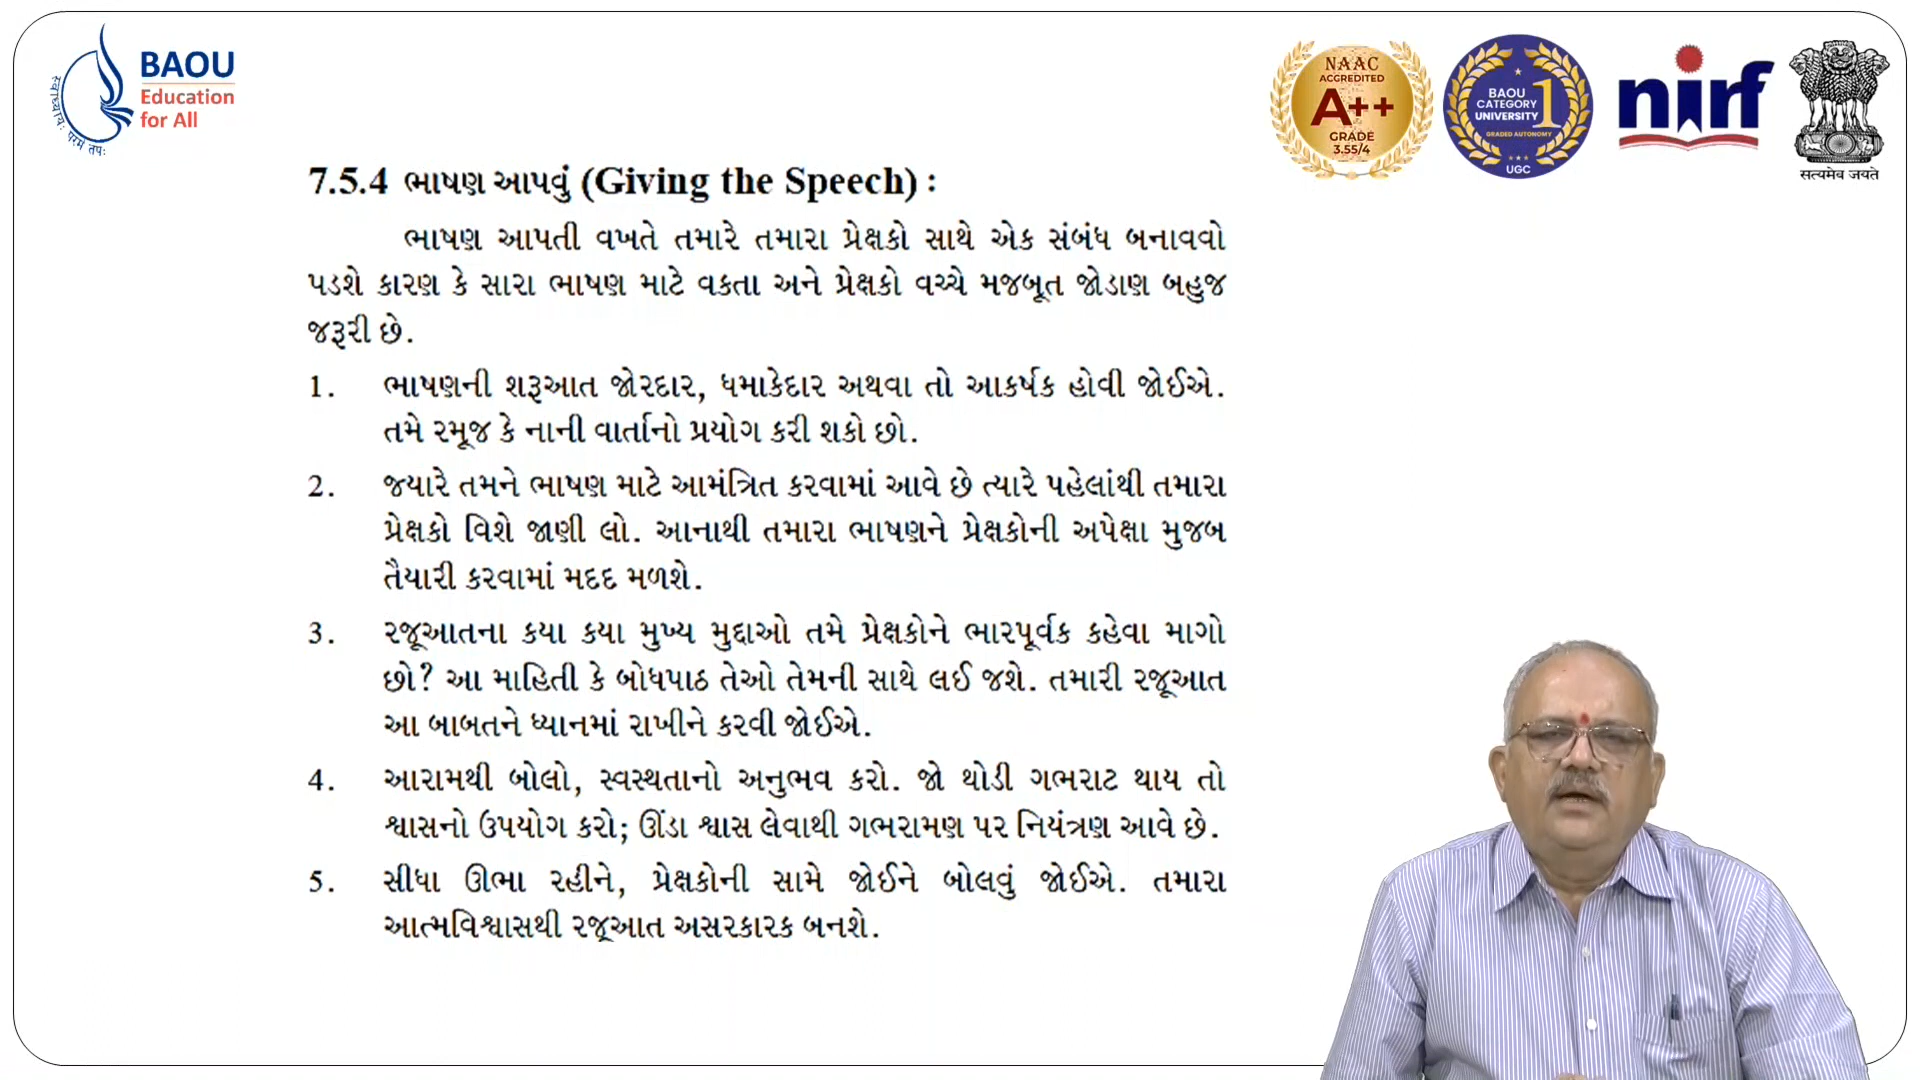 BAOU
Education
for All
स्वाध्यायः परमं तपः
NAAC
ACCREDITED
A++
GRADE
3.55/4
BAOU
CATEGORY 1
UNIVERSITY
GRADED AUTONOMY
UGC
nirf
सत्यमेव जयते
7.5.4 ભાષણ આપવું (Giving the Speech) :
ભાષણ આપતી વખતે તમારે તમારા પ્રેક્ષકો સાથે એક સંબંધ બનાવવો
પડશે કારણ કે સારા ભાષણ માટે વકતા અને પ્રેક્ષકો વચ્ચે મજબૂત જોડાણ બહુજ
જરૂરી છે.
1. ભાષણની શરૂઆત જોરદાર, ધમાકેદાર અથવા તો આકર્ષક હોવી જોઈએ.
તમે રમૂજ કે નાની વાર્તાનો પ્રયોગ કરી શકો છો.
2. જયારે તમને ભાષણ માટે આમંત્રિત કરવામાં આવે છે ત્યારે પહેલાંથી તમારા
પ્રેક્ષકો વિશે જાણી લો. આનાથી તમારા ભાષણને પ્રેક્ષકોની અપેક્ષા મુજબ
તૈયારી કરવામાં મદદ મળશે.
3. રજૂઆતના કયા કયા મુખ્ય મુદ્દાઓ તમે પ્રેક્ષકોને ભારપૂર્વક કહેવા માગો
છો? આ માહિતી કે બોધપાઠ તેઓ તેમની સાથે લઈ જશે. તમારી રજૂઆત
આ બાબતને ધ્યાનમાં રાખીને કરવી જોઈએ.
4. આરામથી બોલો, સ્વસ્થતાનો અનુભવ કરો. જો થોડી ગભરાટ થાય તો
શ્વાસનો ઉપયોગ કરો; ઊંડા શ્વાસ લેવાથી ગભરામણ પર નિયંત્રણ આવે છે.
5. સીધા ઊભા રહીને, પ્રેક્ષકોની સામે જોઈને બોલવું જોઈએ. તમારા
આત્મવિશ્વાસથી રજૂઆત અસરકારક બનશે.